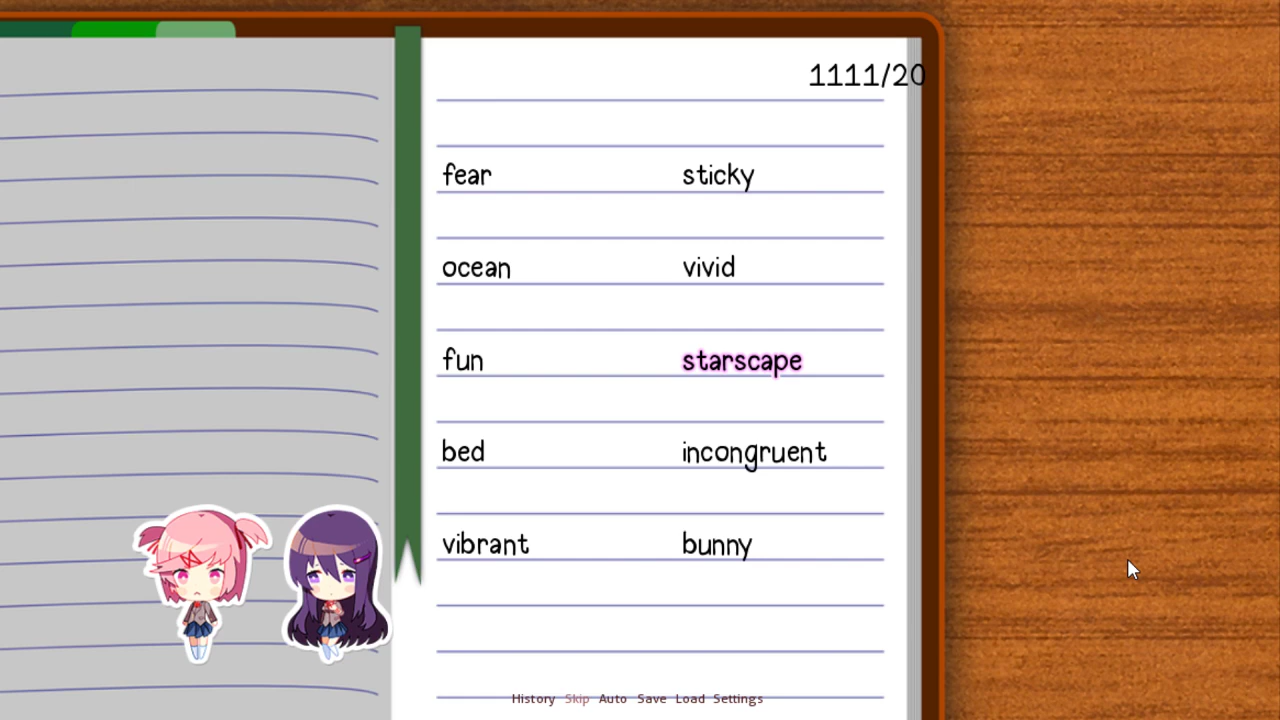 1111/20
fear sticky
ocean vivid
fun starscape
bed incongruent
vibrant bunny
History Skip Auto Save Load Settings